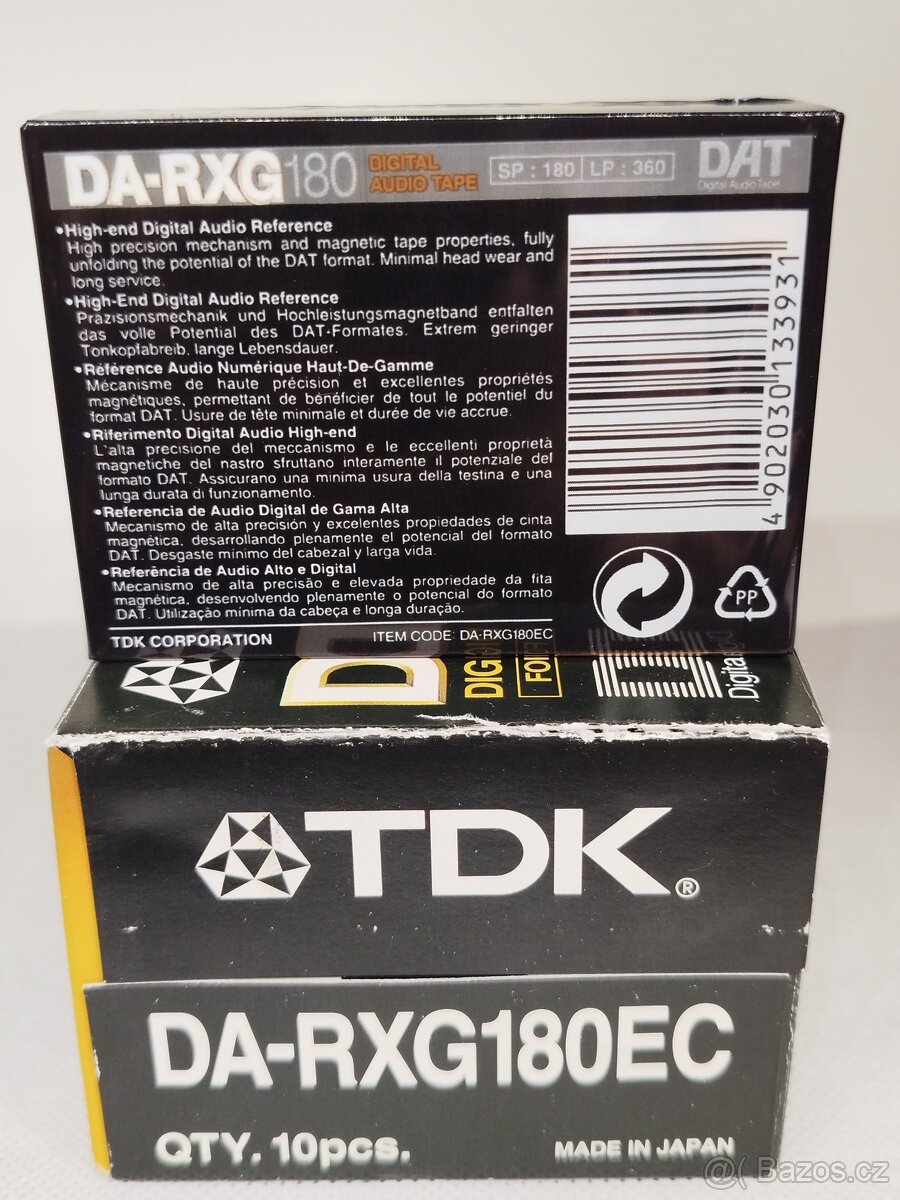 DA-RXG180 DIGITAL AUDIO TAPE SP : 180 LP : 360 DAT
Digital Audio Tape
•High-end Digital Audio Reference
High precision mechanism and magnetic tape properties, fully
unfolding the potential of the DAT format. Minimal head wear and
long service.
•High-End Digital Audio Reference
Präzisionsmechanik und Hochleistungsmagnetband entfalten
das volle Potential des DAT-Formates. Extrem geringer
Tonkopfabreib, lange Lebensdauer.
•Référence Audio Numérique Haut-De-Gamme
Mécanisme de haute précision et excellentes propriétés
magnétiques, permettant de bénéficier de tout le potentiel du
format DAT. Usure de tête minimale et durée de vie accrue.
•Riferimento Digital Audio High-end
L'alta precisione del meccanismo e le eccellenti proprietà
magnetiche del nastro sfruttano interamente il potenziale del
formato DAT. Assicurano una minima usura della testina e una
lunga durata di funzionamento.
•Referencia de Audio Digital de Gama Alta
Mecanismo de alta precisión y excelentes propiedades de cinta
magnética, desarrollando plenamente el potencial del formato
DAT. Desgaste mínimo del cabezal y larga vida.
•Referência de Audio Alto e Digital
Mecanismo de alta precisão e elevada propriedade da fita
magnética, desenvolvendo plenamente o potencial do formato
DAT. Utilização mínima da cabeça e longa duração.
TDK CORPORATION ITEM CODE: DA-RXG180EC
4 902030 133931
PP
DIG
FO
Digital
TDK®
DA-RXG180EC
QTY. 10pcs. MADE IN JAPAN
@( Bazos.cz